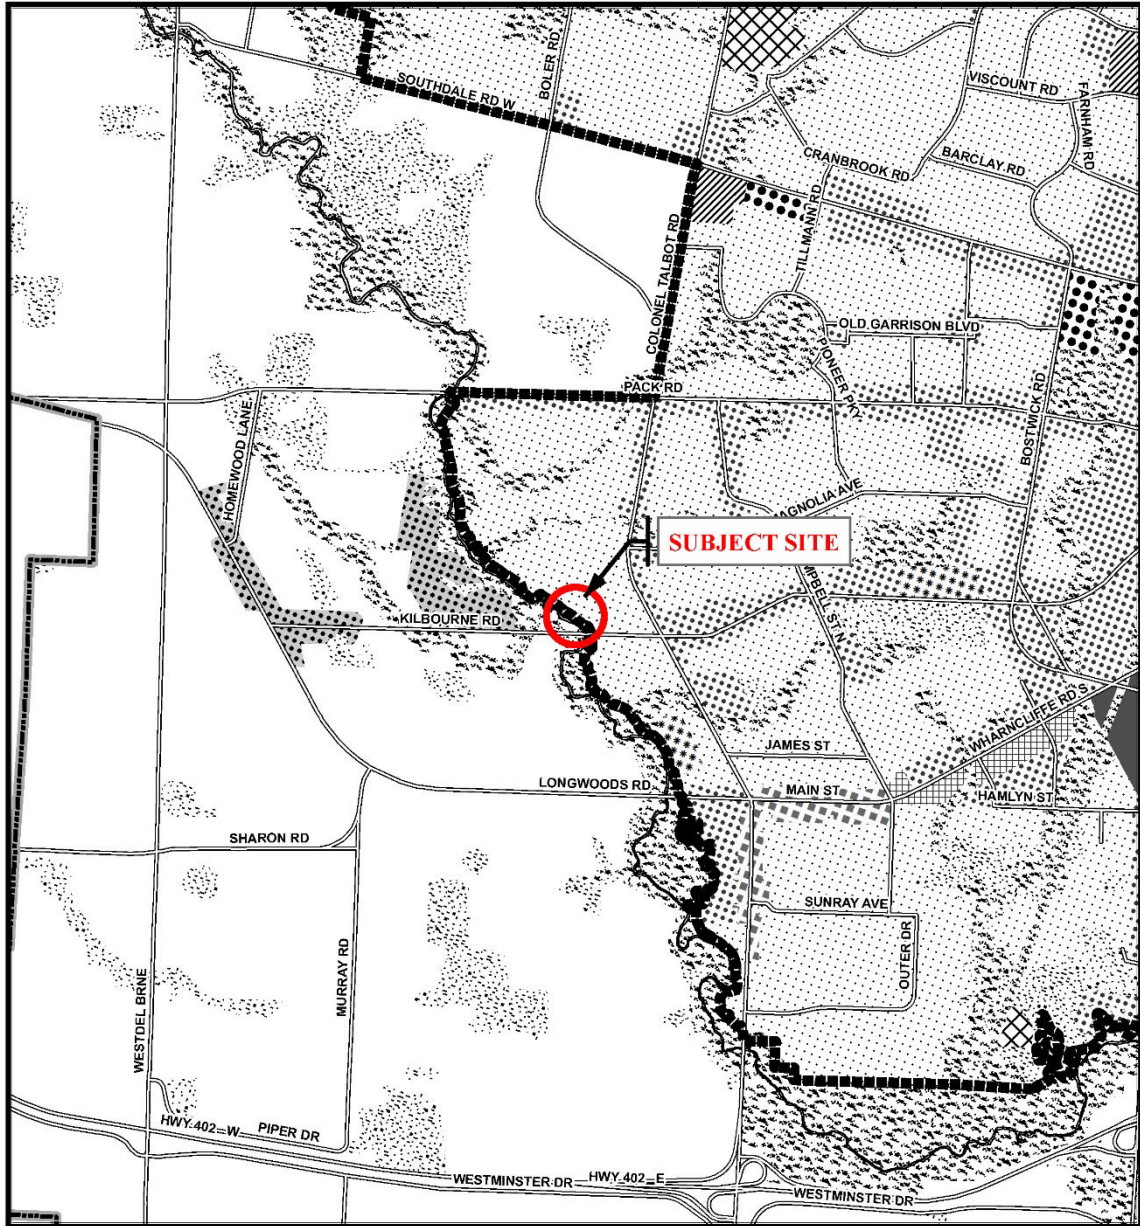 BOLER RD
SOUTHDALE RD W
VISCOUNT RD
FARNHAM RD
CRANBROOK RD
BARCLAY RD
TILLMANN RD
COLONEL TALBOT RD
OLD GARRISON BLVD
PIONEER PKY
PACK RD
BOSTWICK RD
HOMEWOOD LANE
AGNOLIA AVE
SUBJECT SITE
MPBELL ST N
KILBOURNE RD
WHARNCLIFFE RD S
JAMES ST
LONGWOODS RD
MAIN ST
HAMLYN ST
SHARON RD
SUNRAY AVE
OUTER DR
MURRAY RD
WESTDEL BRNE
HWY 402 W
PIPER DR
WESTMINSTER DR
HWY 402 E
WESTMINSTER DR